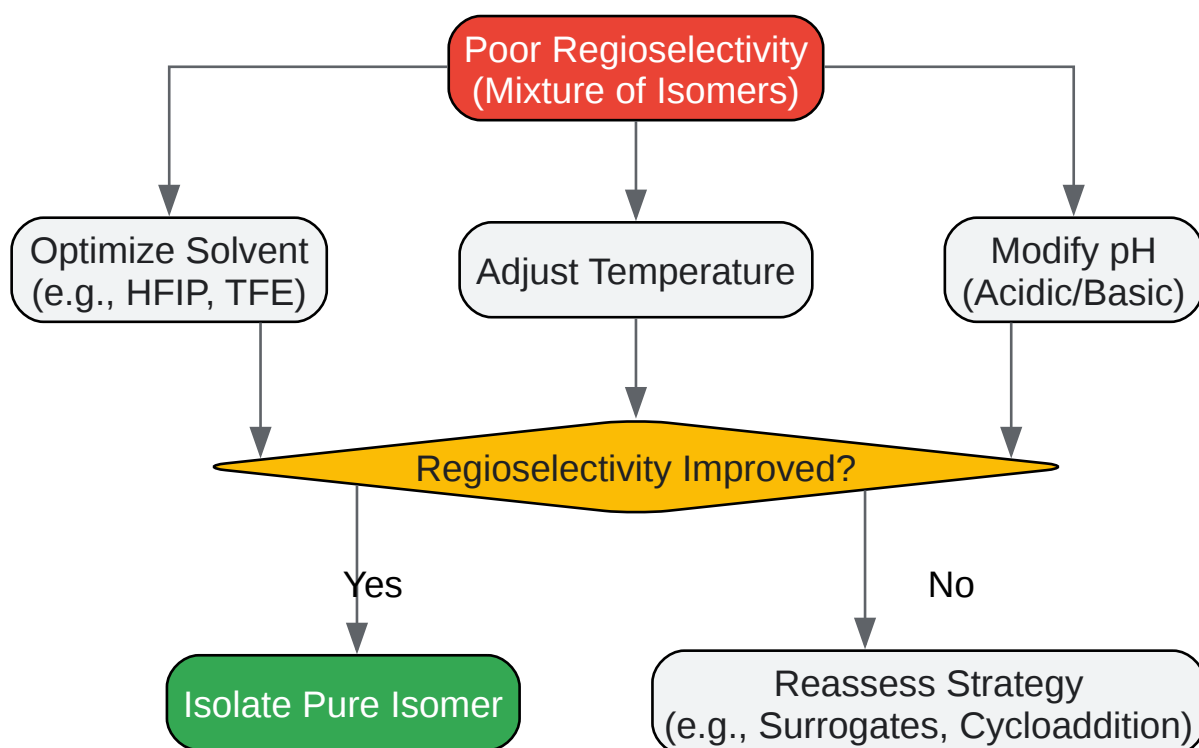 Poor Regioselectivity
(Mixture of Isomers)
Optimize Solvent
(e.g., HFIP, TFE)
Adjust Temperature
Modify pH
(Acidic/Basic)
Regioselectivity Improved?
Yes
No
Isolate Pure Isomer
Reassess Strategy
(e.g., Surrogates, Cycloaddition)